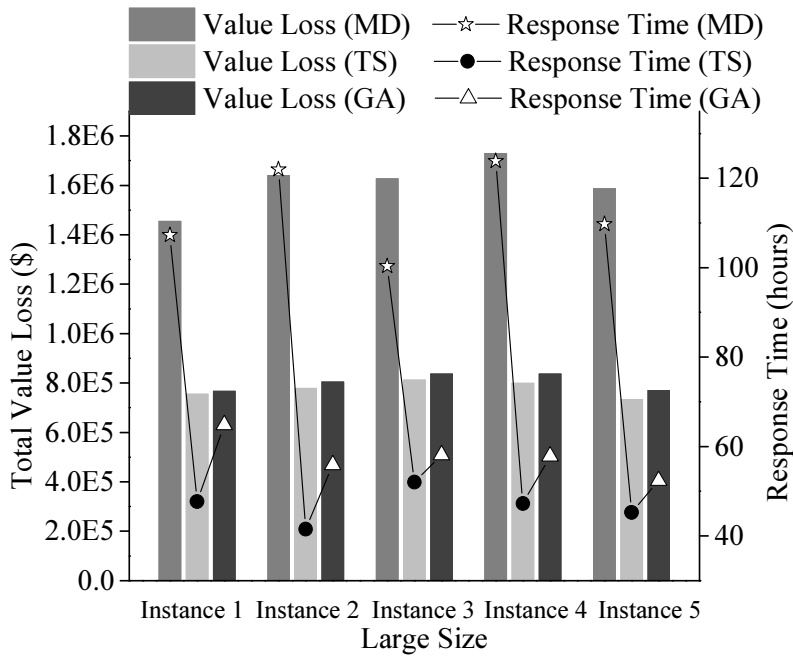 Value Loss (MD) Response Time (MD)
Value Loss (TS) Response Time (TS)
Value Loss (GA) Response Time (GA)
Total Value Loss ($)
1.8E6
1.6E6
1.4E6
1.2E6
1.0E6
8.0E5
6.0E5
4.0E5
2.0E5
0.0
120
100
80
60
40
Response Time (hours)
Instance 1 Instance 2 Instance 3 Instance 4 Instance 5
Large Size